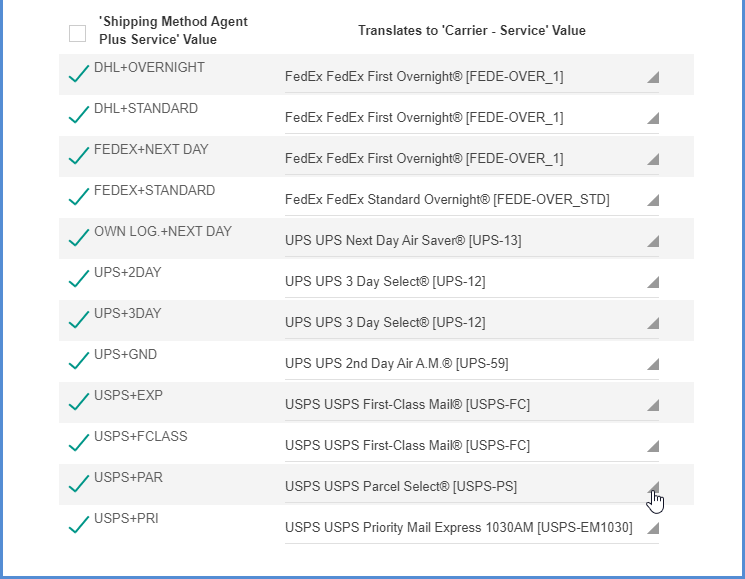 'Shipping Method Agent
Plus Service' Value
Translates to 'Carrier - Service' Value
DHL+OVERNIGHT
FedEx FedEx First Overnight® [FEDE-OVER_1]
DHL+STANDARD
FedEx FedEx First Overnight® [FEDE-OVER_1]
FEDEX+NEXT DAY
FedEx FedEx First Overnight® [FEDE-OVER_1]
FEDEX+STANDARD
FedEx FedEx Standard Overnight® [FEDE-OVER_STD]
OWN LOG.+NEXT DAY
UPS UPS Next Day Air Saver® [UPS-13]
UPS+2DAY
UPS UPS 3 Day Select® [UPS-12]
UPS+3DAY
UPS UPS 3 Day Select® [UPS-12]
UPS+GND
UPS UPS 2nd Day Air A.M.® [UPS-59]
USPS+EXP
USPS USPS First-Class Mail® [USPS-FC]
USPS+FCLASS
USPS USPS First-Class Mail® [USPS-FC]
USPS+PAR
USPS USPS Parcel Select® [USPS-PS]
USPS+PRI
USPS USPS Priority Mail Express 1030AM [USPS-EM1030]